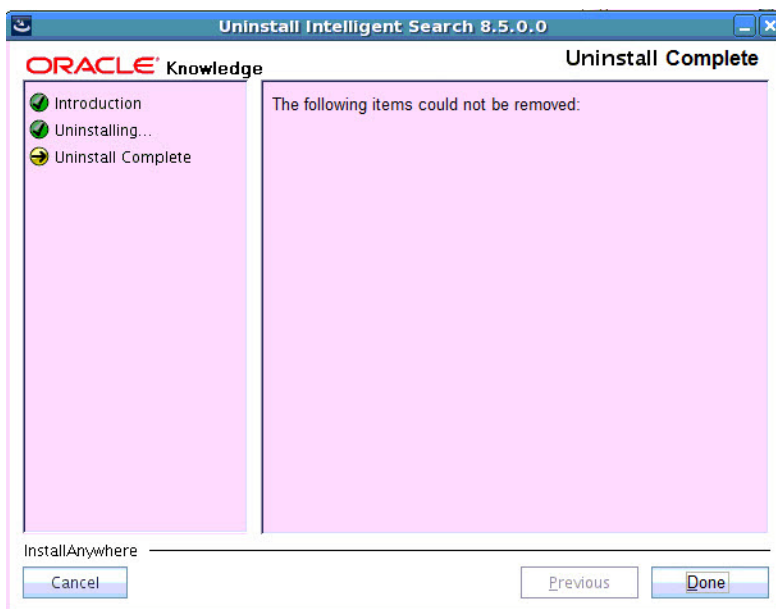 Uninstall Intelligent Search 8.5.0.0
ORACLE Knowledge
Uninstall Complete
Introduction
Uninstalling...
Uninstall Complete
The following items could not be removed:
InstallAnywhere
Cancel
Previous
Done